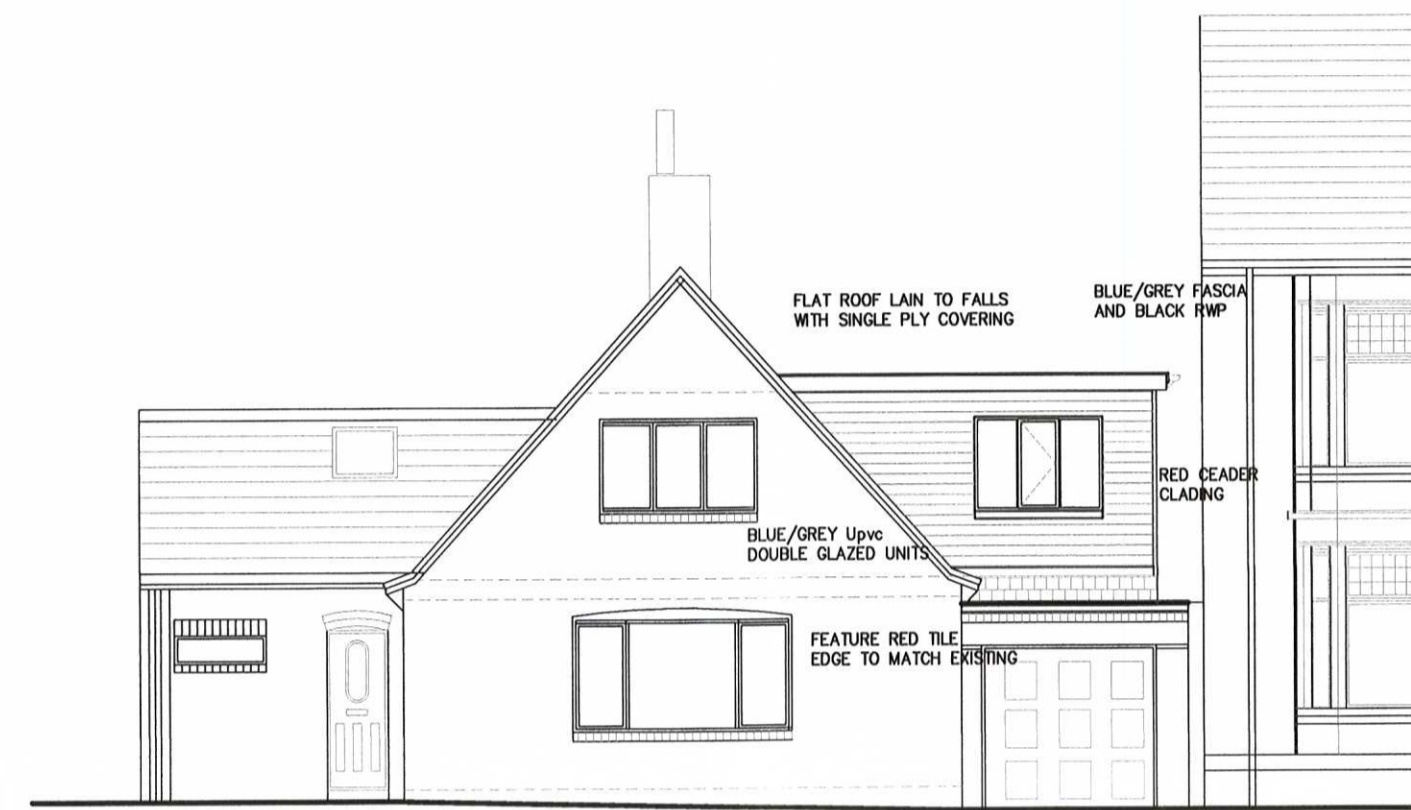 FLAT ROOF LAIN TO FALLS
WITH SINGLE PLY COVERING
BLUE/GREY FASCIA
AND BLACK RWP
RED CEADER
CLADING
BLUE/GREY Upvc
DOUBLE GLAZED UNITS
FEATURE RED TILE
EDGE TO MATCH EXISTING